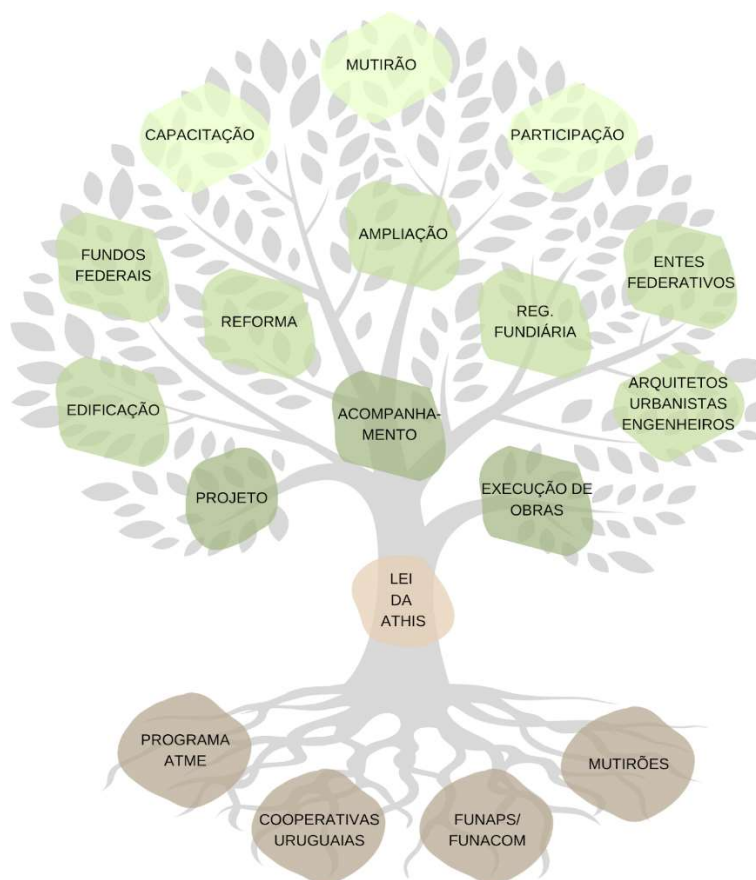 MUTIRÃO
CAPACITAÇÃO
PARTICIPAÇÃO
AMPLIAÇÃO
FUNDOS
FEDERAIS
ENTES
FEDERATIVOS
REFORMA
REG.
FUNDIÁRIA
EDIFICAÇÃO
ACOMPANHA-
MENTO
ARQUITETOS
URBANISTAS
ENGENHEIROS
PROJETO
EXECUÇÃO DE
OBRAS
LEI
DA
ATHIS
PROGRAMA
ATME
MUTIRÕES
COOPERATIVAS
URUGUAIAS
FUNAPS/
FUNACOM